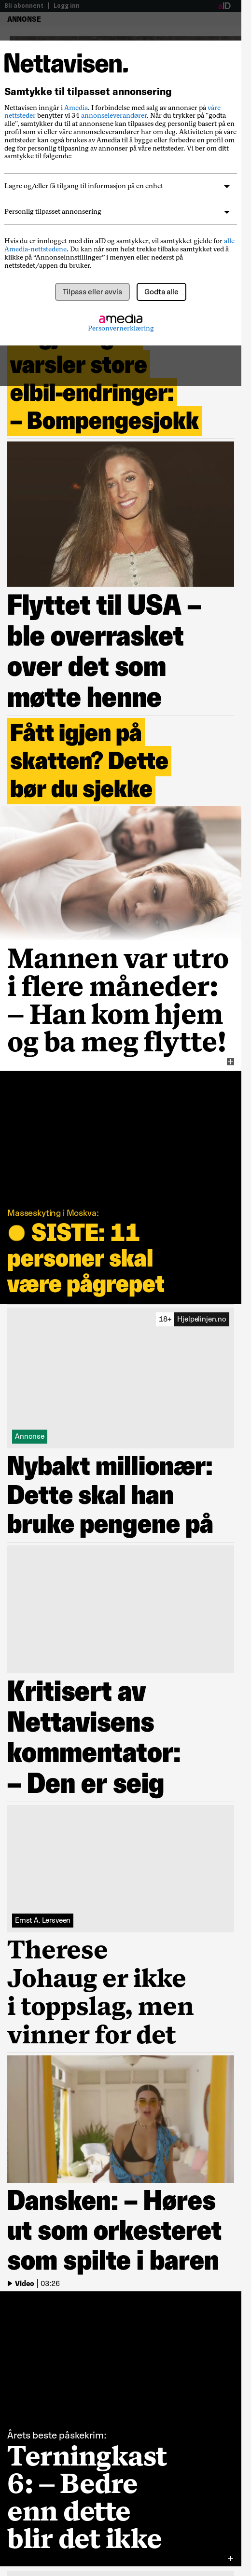 Bli abonnent | Logg inn
aID
ANNONSE
Nettavisen.
Samtykke til tilpasset annonsering
Nettavisen inngår i Amedia. I forbindelse med salg av annonser på våre
nettsteder benytter vi 34 annonseleverandører. Når du trykker på "godta
alle", samtykker du til at annonsene kan tilpasses deg personlig basert på en
profil som vi eller våre annonseleverandører har om deg. Aktivitetene på våre
nettsteder kan også brukes av Amedia til å bygge eller forbedre en profil om
deg for personlig tilpasning av annonser på våre nettsteder. Vi ber om ditt
samtykke til følgende:
Lagre og/eller få tilgang til informasjon på en enhet
Personlig tilpasset annonsering
Hvis du er innlogget med din aID og samtykker, vil samtykket gjelde for alle
Amedia-nettstedene. Du kan når som helst trekke tilbake samtykket ved å
klikke på “Annonseinnstillinger” i menyen eller nederst på
nettstedet/appen du bruker.
Tilpass eller avvis
Godta alle
amedia
Personvernerklæring
varsler store
elbil-endringer:
– Bompengesjokk
Flyttet til USA –
ble overrasket
over det som
møtte henne
Fått igjen på
skatten? Dette
bør du sjekke
Mannen var utro
i flere måneder:
– Han kom hjem
og ba meg flytte!
Masseskyting i Moskva:
SISTE: 11
personer skal
være pågrepet
18+ Hjelpelinjen.no
Annonse
Nybakt millionær:
Dette skal han
bruke pengene på
Kritisert av
Nettavisens
kommentator:
– Den er seig
Ernst A. Lersveen
Therese
Johaug er ikke
i toppslag, men
vinner for det
Dansken: – Høres
ut som orkesteret
som spilte i baren
Video | 03:26
Årets beste påskekrim:
Terningkast
6: – Bedre
enn dette
blir det ikke